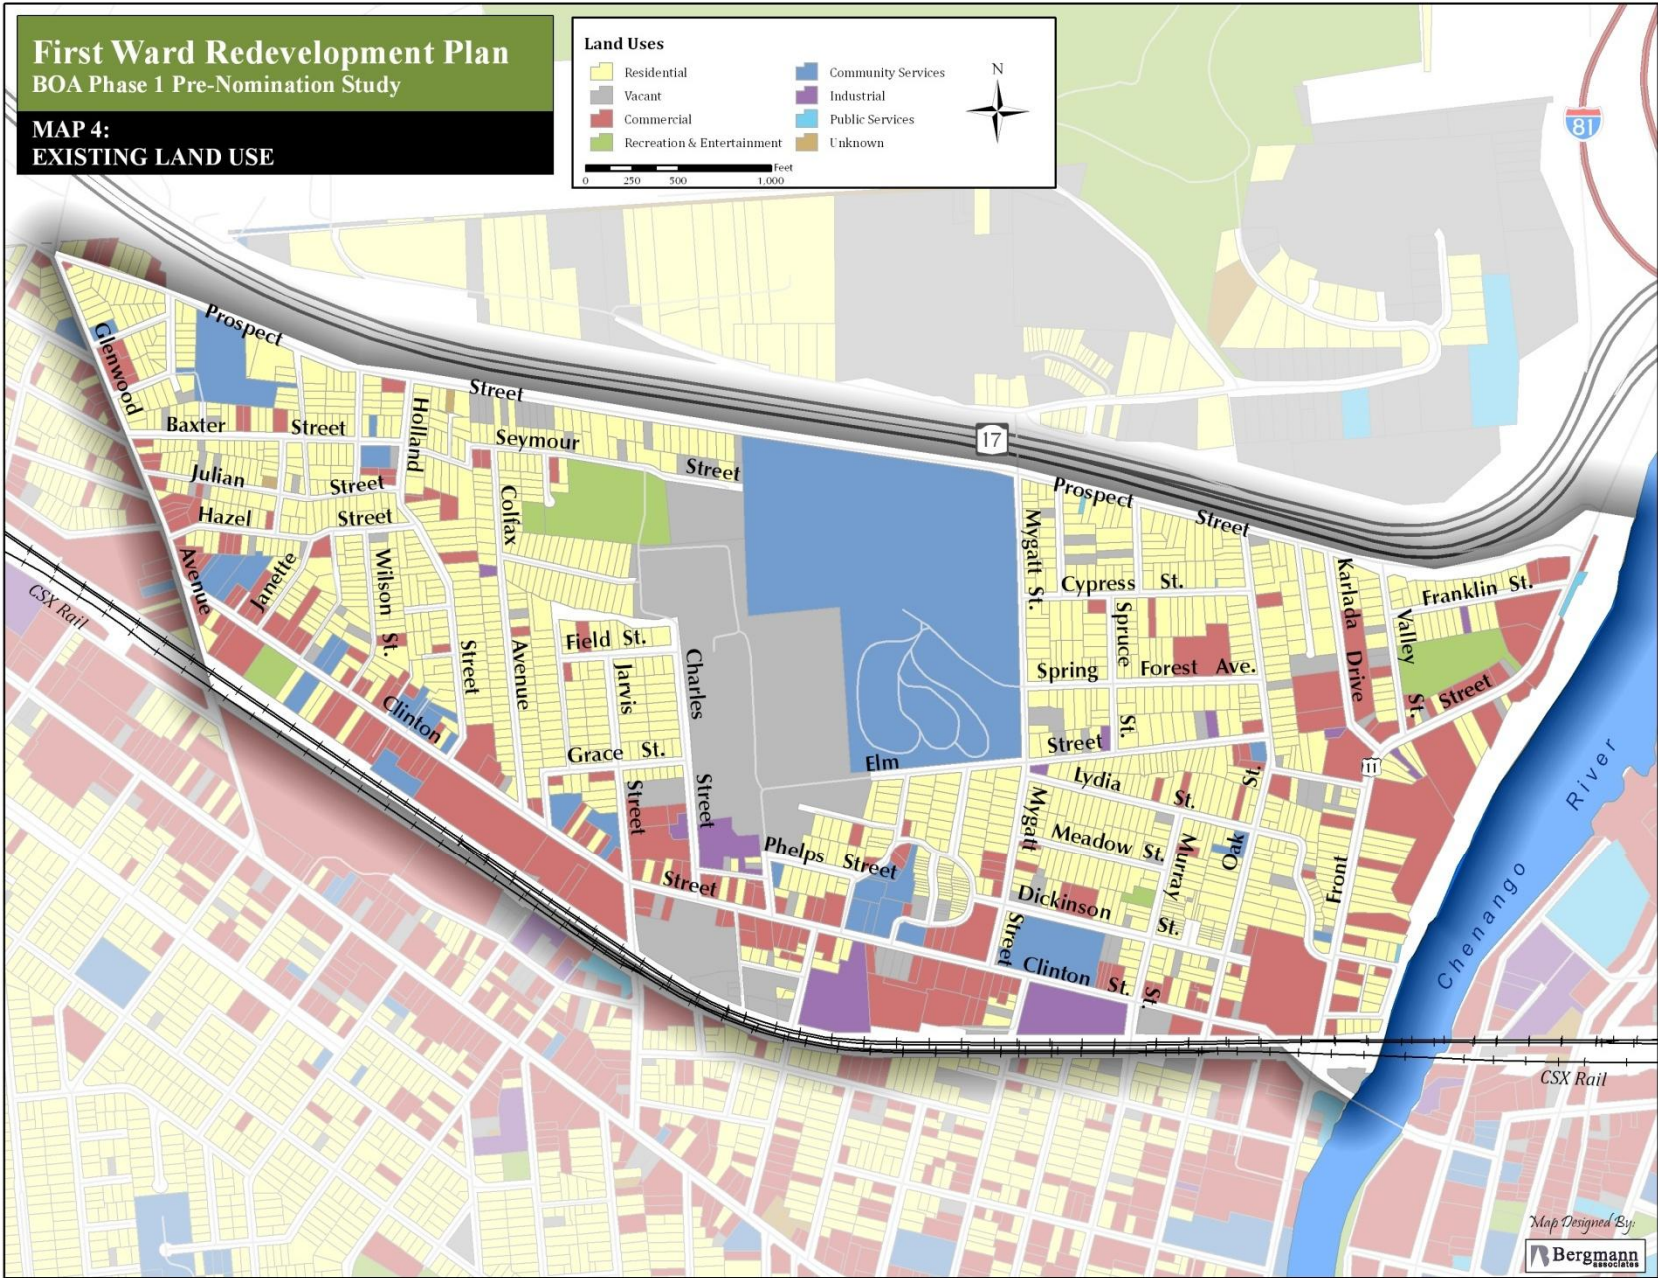 First Ward Redevelopment Plan
BOA Phase 1 Pre-Nomination Study
MAP 4:
EXISTING LAND USE
Land Uses
Residential
Vacant
Commercial
Recreation & Entertainment
Community Services
Industrial
Public Services
Unknown
N
Feet
0 250 500 1,000
81
17
11
Prospect
Street
Glenwood
Avenue
Baxter
Street
Holland
Street
Seymour
Street
Julian
Street
Hazel
Street
Colfax
Avenue
Janette
Wilson
St.
Clinton
Street
Field St.
Jarvis
Street
Charles
Street
Grace St.
Elm
Street
Phelps Street
Mygatt St.
Mygatt
Street
Prospect
Street
Cypress St.
Spruce
St.
Spring Forest Ave.
Karlada
Drive
Valley
St.
Franklin St.
Street
Lydia
St.
Meadow St.
Murray
St.
Oak
St.
Dickinson
St.
Clinton St.
Front
Chenango River
CSX Rail
CSX Rail
Map Designed By:
Bergmann
associates